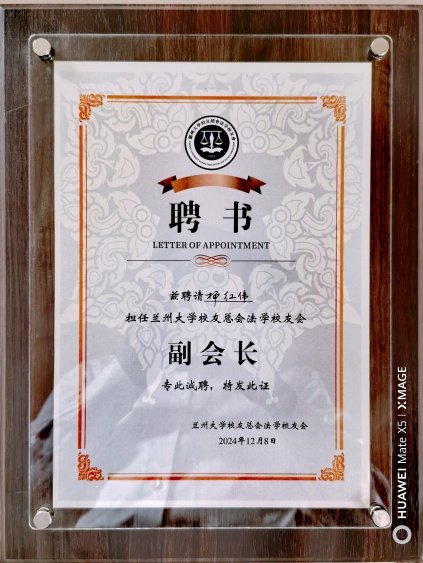 聘书
LETTER OF APPOINTMENT
兹聘请柳红伟
担任兰州大学校友总会法学校友会
副会长
专此诚聘，特发此证
兰州大学校友总会法学校友会
2024年12月8日
HUAWEI Mate X5 | XMAGE